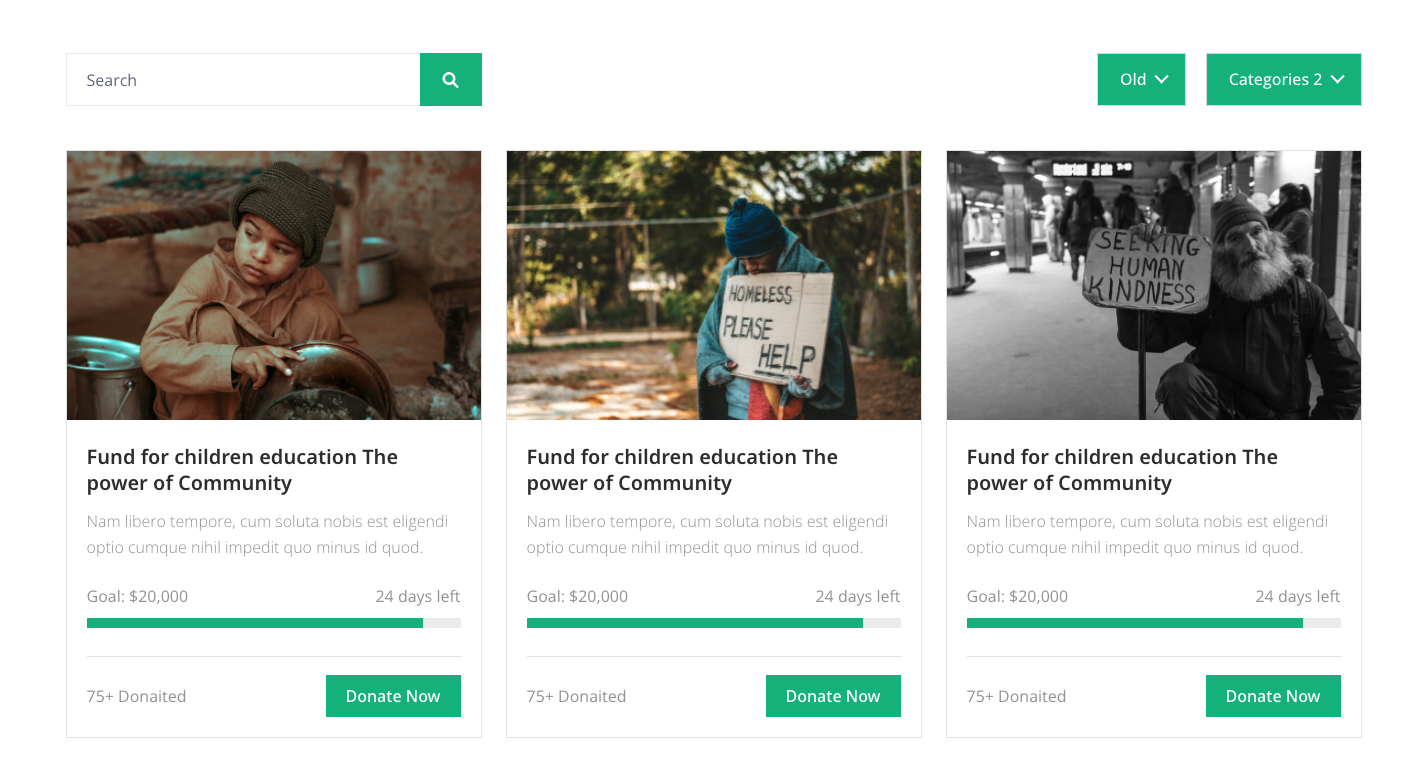 Search
Old
Categories 2
HOMELESS
PLEASE
HELP
SEEKING
HUMAN
KINDNESS
Fund for children education The
power of Community
Nam libero tempore, cum soluta nobis est eligendi
optio cumque nihil impedit quo minus id quod.
Goal: $20,000
24 days left
75+ Donaited
Donate Now
Fund for children education The
power of Community
Nam libero tempore, cum soluta nobis est eligendi
optio cumque nihil impedit quo minus id quod.
Goal: $20,000
24 days left
75+ Donaited
Donate Now
Fund for children education The
power of Community
Nam libero tempore, cum soluta nobis est eligendi
optio cumque nihil impedit quo minus id quod.
Goal: $20,000
24 days left
75+ Donaited
Donate Now